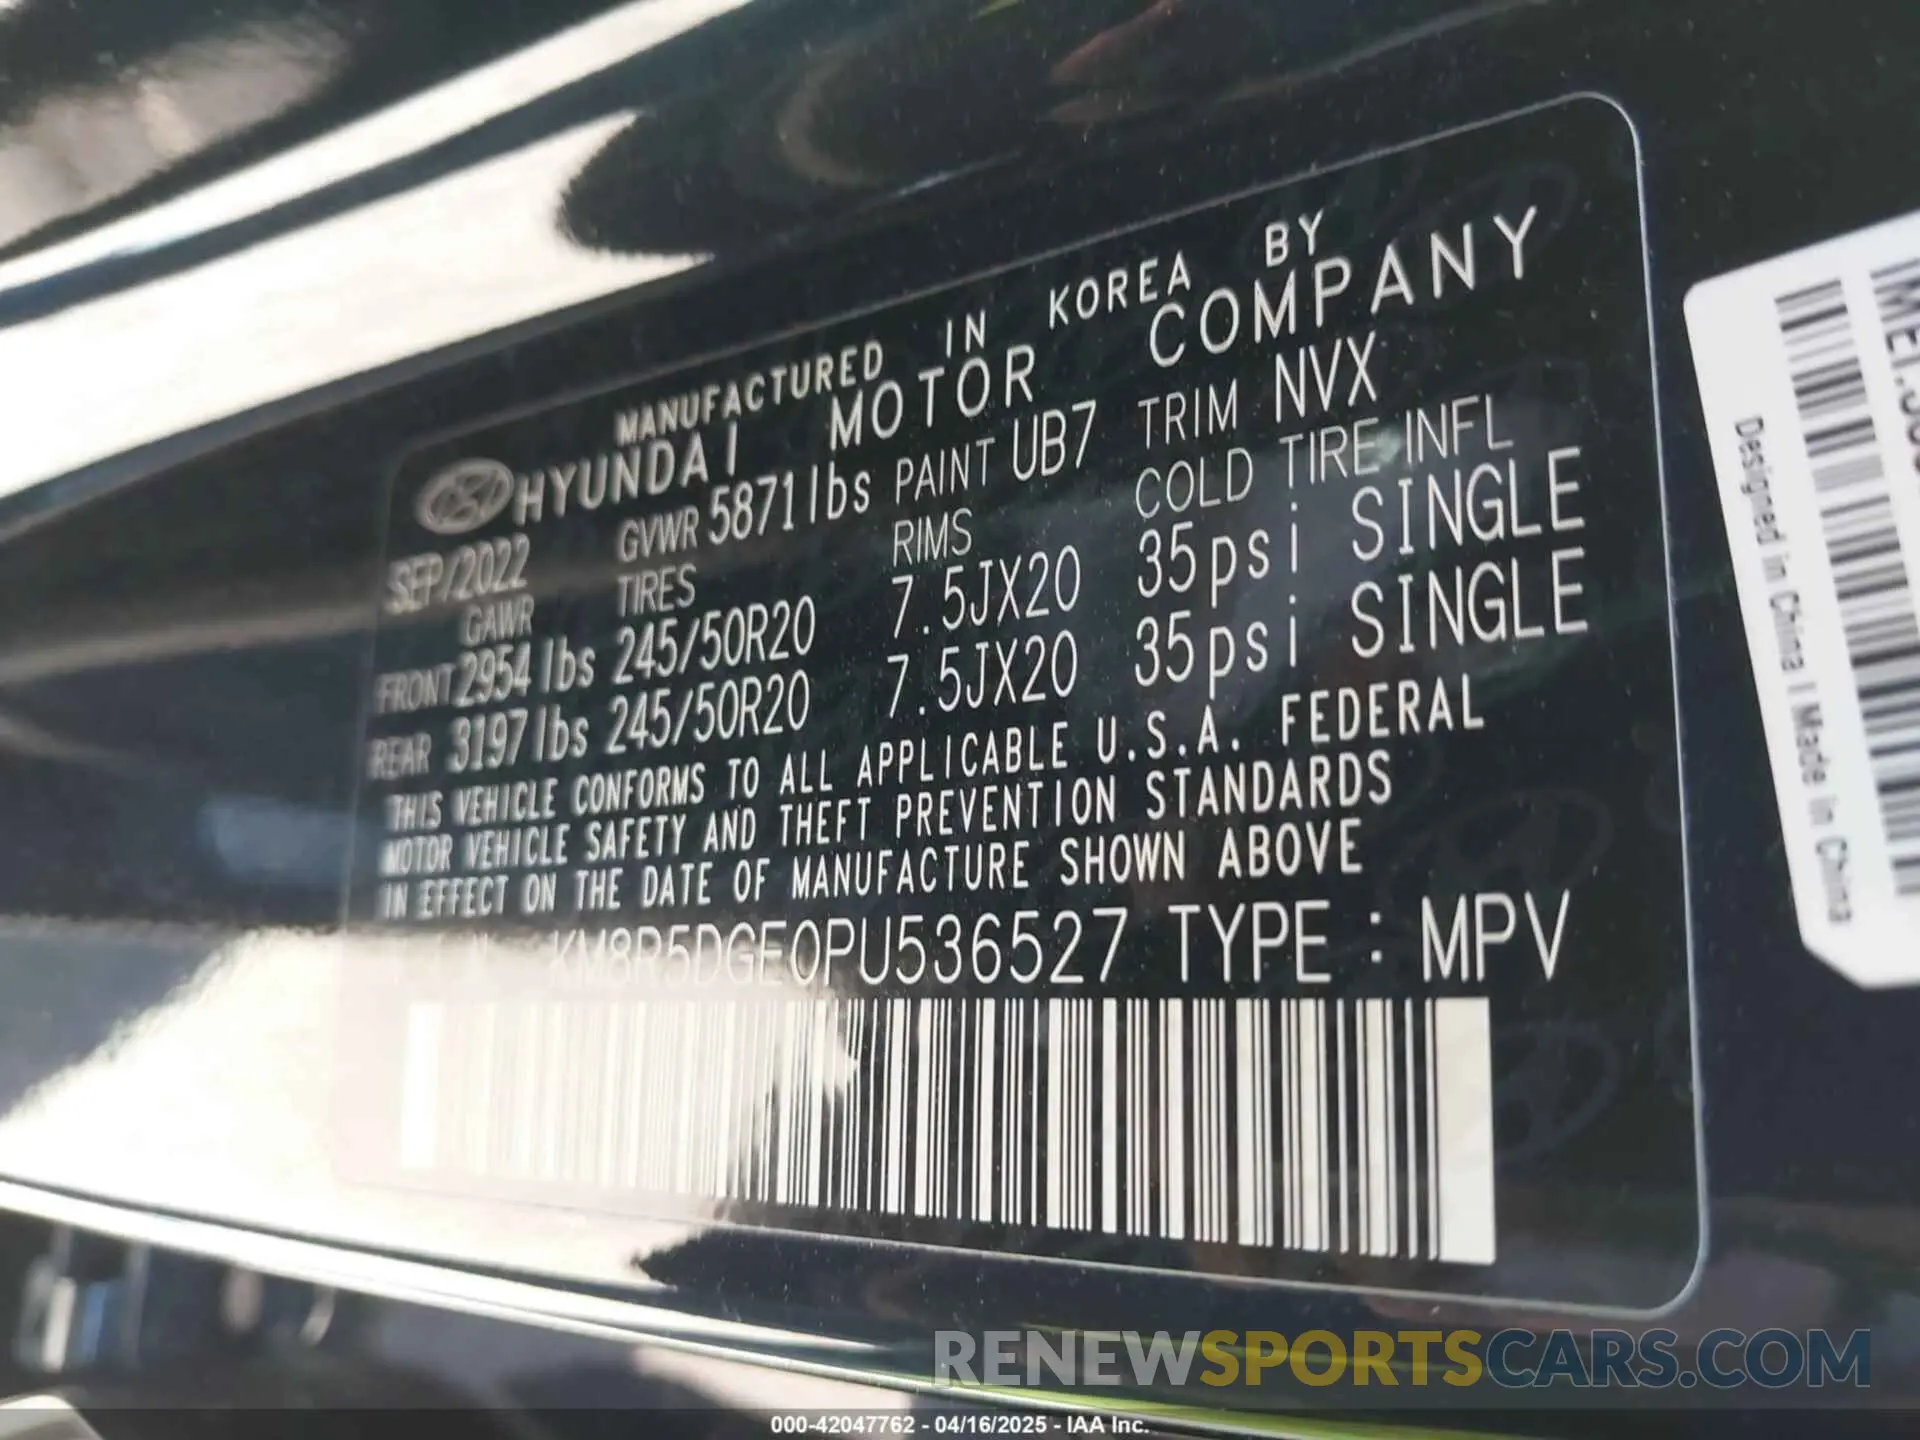 MANUFACTURED IN KOREA BY
HYUNDAI MOTOR COMPANY
SEP/2022 GVWR 5871lbs PAINT UB7 TRIM NVX
GAWR TIRES RIMS COLD TIRE INFL
FRONT 2954lbs 245/50R20 7.5JX20 35psi SINGLE
REAR 3197lbs 245/50R20 7.5JX20 35psi SINGLE
THIS VEHICLE CONFORMS TO ALL APPLICABLE U.S.A. FEDERAL
MOTOR VEHICLE SAFETY AND THEFT PREVENTION STANDARDS
IN EFFECT ON THE DATE OF MANUFACTURE SHOWN ABOVE
KM8R5DGE0PU536527 TYPE : MPV
Designed in China I Made in China
RENEWSPORTSCARS.COM
000-42047762 - 04/16/2025 - IAA Inc.